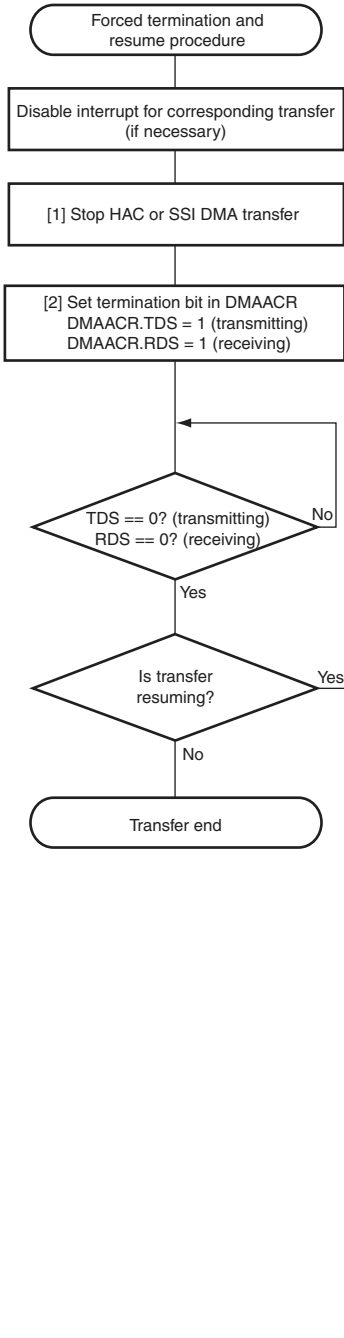 Forced termination and
resume procedure
Disable interrupt for corresponding transfer
(if necessary)
[1] Stop HAC or SSI DMA transfer
[2] Set termination bit in DMAACR
DMAACR.TDS = 1 (transmitting)
DMAACR.RDS = 1 (receiving)
TDS == 0? (transmitting)
RDS == 0? (receiving)
No
Yes
Is transfer
resuming?
Yes
No
Transfer end